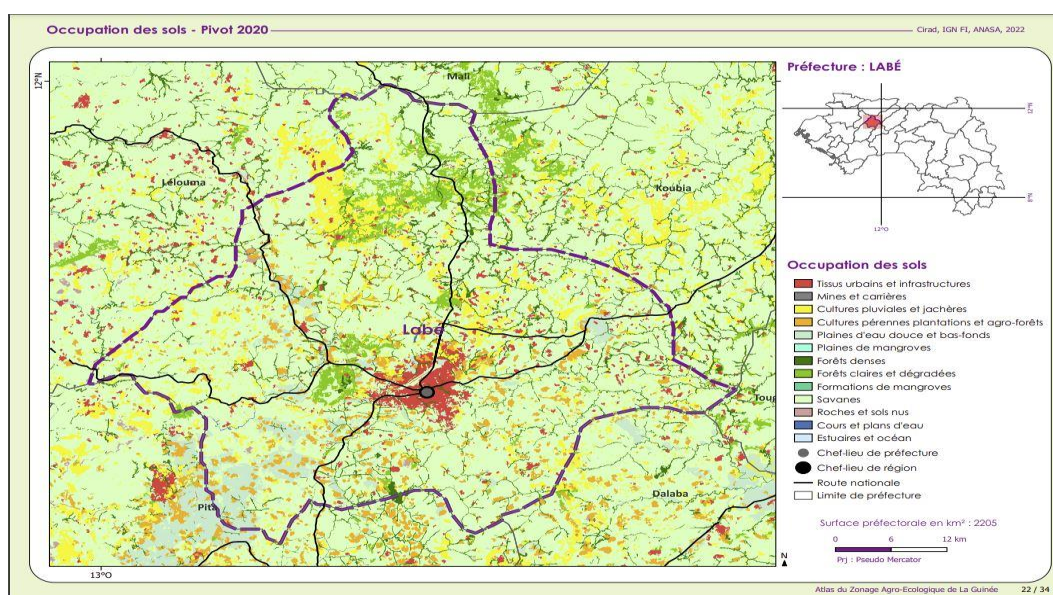 Occupation des sols - Pivot 2020
Cirad, IGN FI, ANASA, 2022
12°N
Mali
Lélouma
Koubia
Labé
Pita
Dalaba
13°O
Préfecture : LABÉ
12°N
8°N
12°O
Occupation des sols
Tissus urbains et infrastructures
Mines et carrières
Cultures pluviales et jachères
Cultures pérennes plantations et agro-forêts
Plaines d'eau douce et bas-fonds
Plaines de mangroves
Forêts denses
Forêts claires et dégradées
Formations de mangroves
Savanes
Roches et sols nus
Cours et plans d'eau
Estuaires et océan
Chef-lieu de préfecture
Chef-lieu de région
Route nationale
Limite de préfecture
Surface préfectorale en km² : 2205
0 6 12 km
Prj : Pseudo Mercator
N
Atlas du Zonage Agro-Ecologique de La Guinée 22 / 34